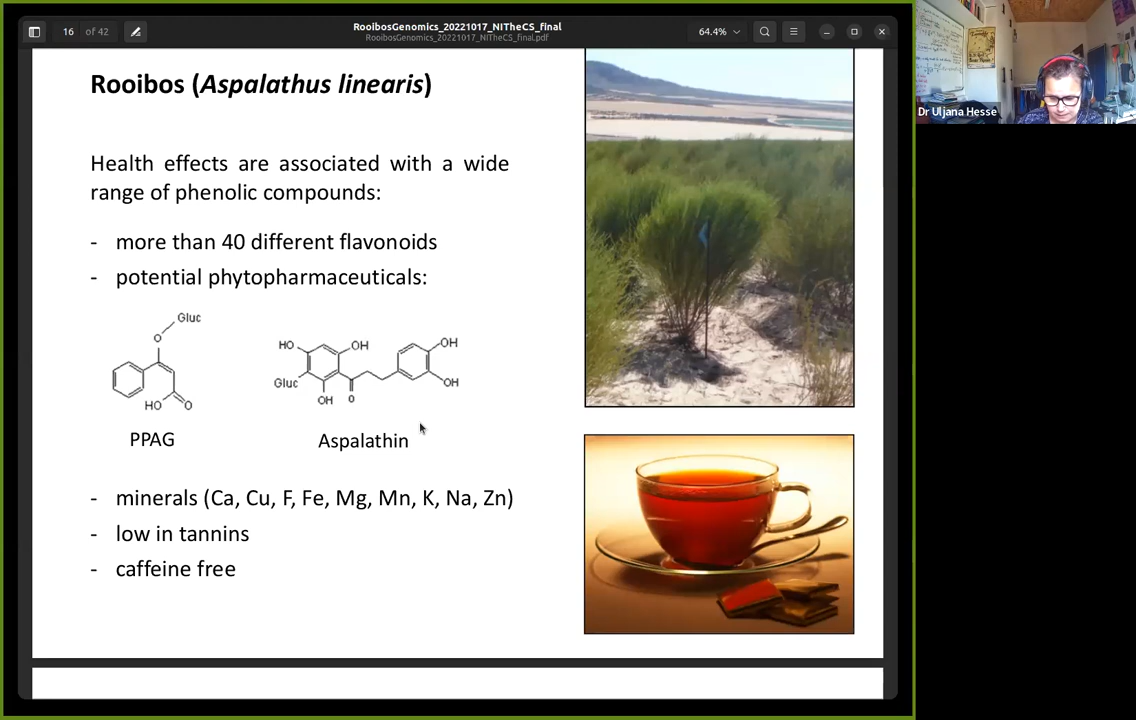 16 of 42
RooibosGenomics_20221017_NITheCS_final
RooibosGenomics_20221017_NITheCS_final.pdf
64.4%
Dr Uljana Hesse
Rooibos (Aspalathus linearis)
Health effects are associated with a wide
range of phenolic compounds:
- more than 40 different flavonoids
- potential phytopharmaceuticals:
Gluc
O
HO
O
PPAG
HO
OH
Gluc
OH
O
OH
OH
Aspalathin
- minerals (Ca, Cu, F, Fe, Mg, Mn, K, Na, Zn)
- low in tannins
- caffeine free